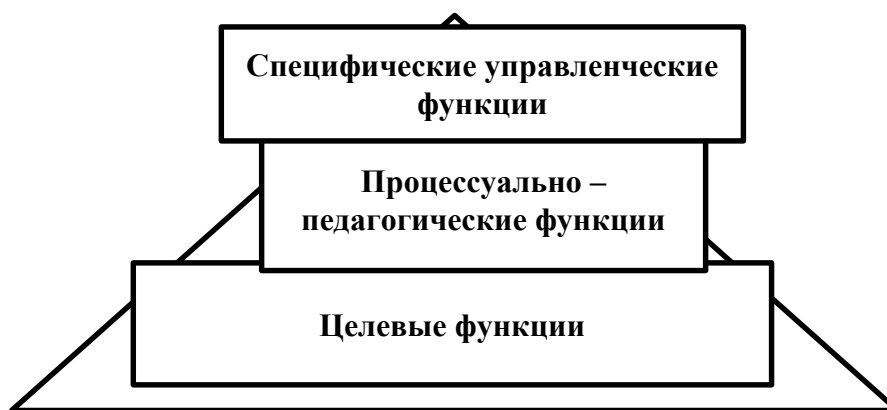 Специфические управленческие
функции
Процессуально –
педагогические функции
Целевые функции